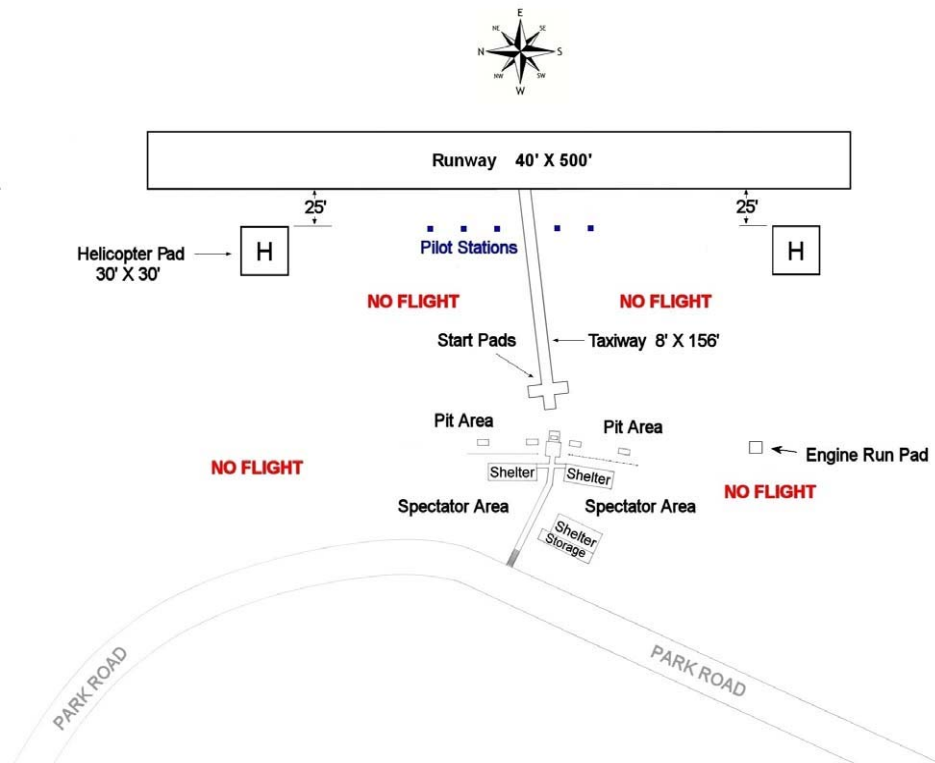 E
NE
SE
N
S
NW
SW
W
Runway 40' X 500'
25'
25'
Helicopter Pad
30' X 30'
H
Pilot Stations
H
NO FLIGHT
NO FLIGHT
Start Pads
Taxiway 8' X 156'
Pit Area
Pit Area
Engine Run Pad
NO FLIGHT
Shelter
Shelter
NO FLIGHT
Spectator Area
Spectator Area
Shelter
Storage
PARK ROAD
PARK ROAD